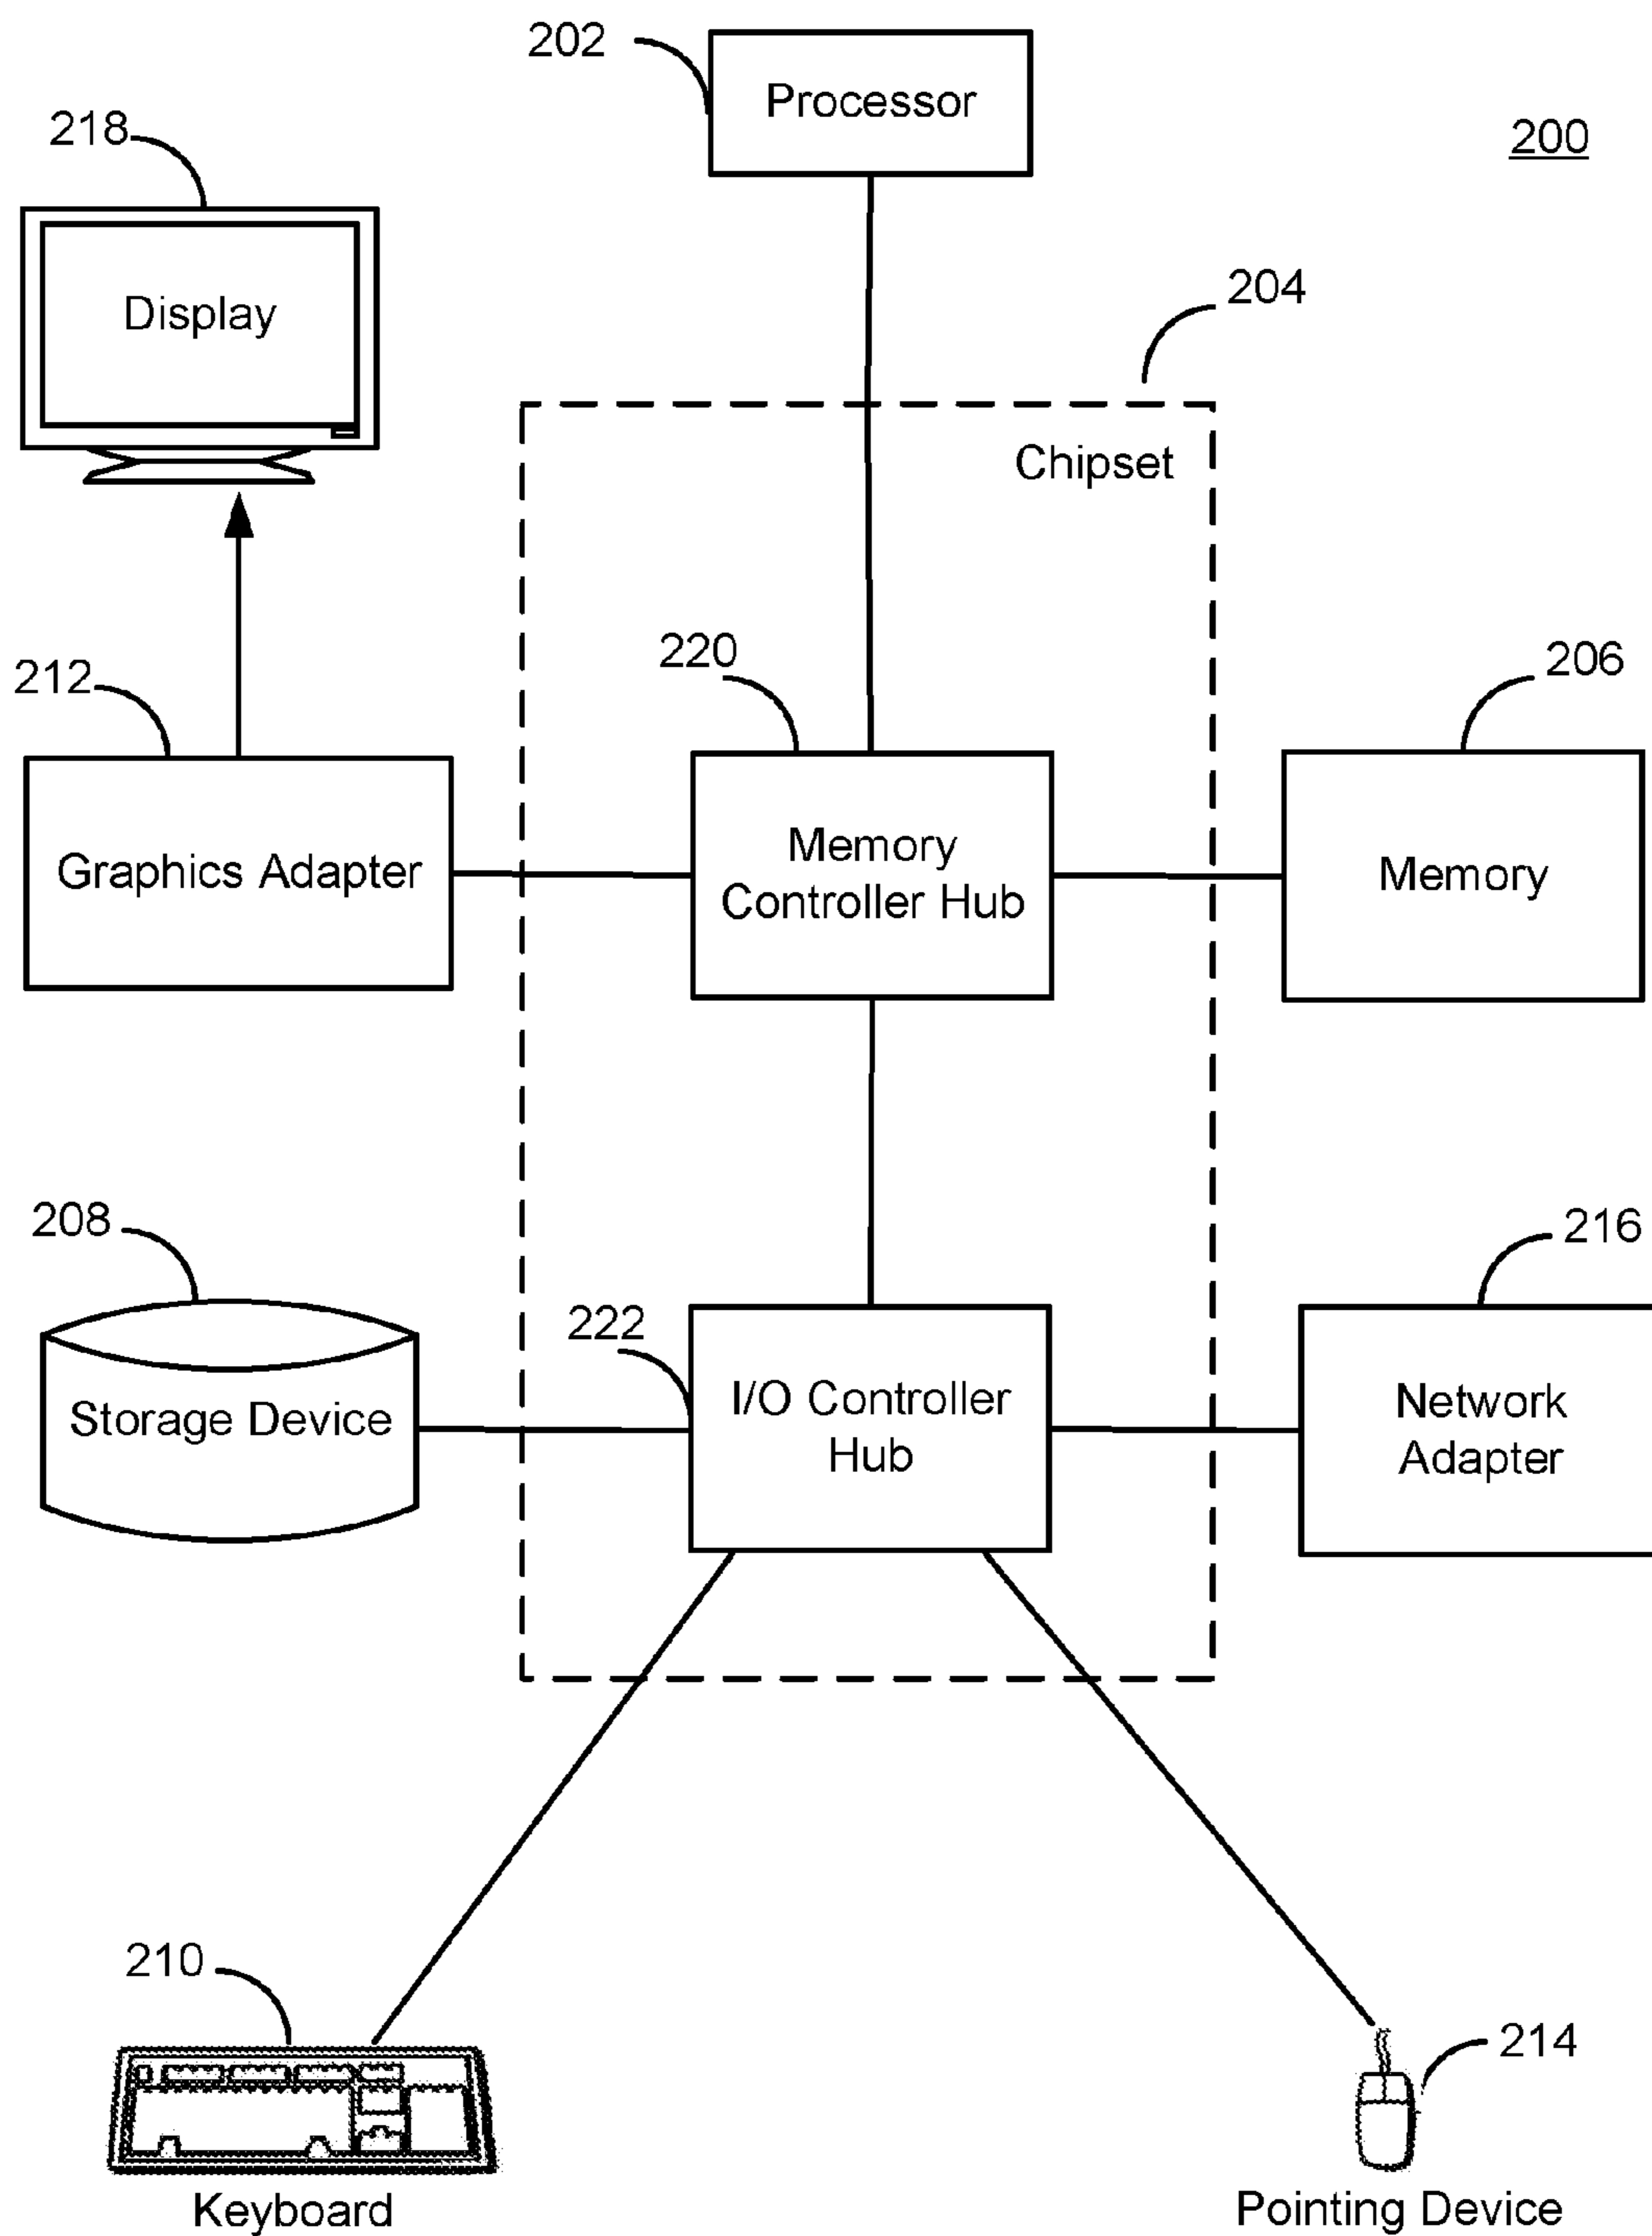 202
Processor
200
218
Display
204
Chipset
220
212
206
Memory
Controller Hub
Graphics Adapter
Memory
208
216
222
I/O Controller
Hub
Storage Device
Network
Adapter
210
214
Keyboard
Pointing Device